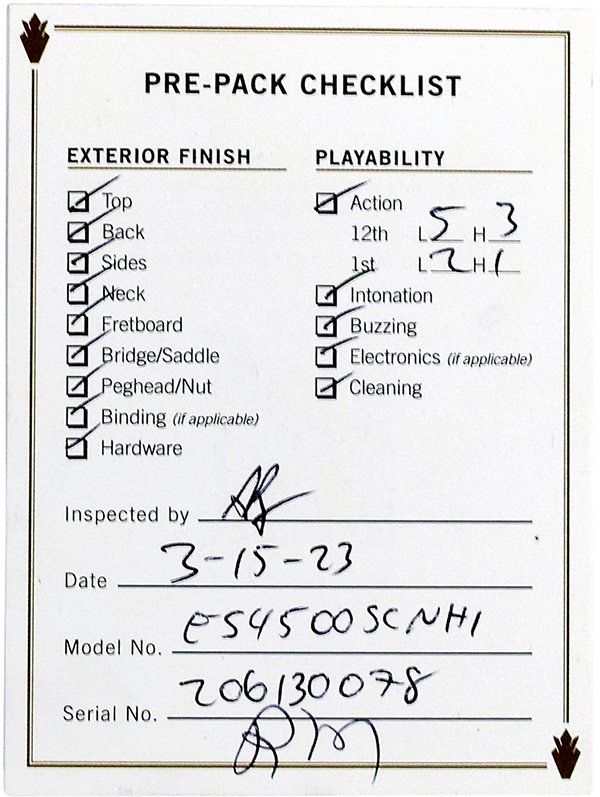 PRE-PACK CHECKLIST
EXTERIOR FINISH
Top
Back
Sides
Neck
Fretboard
Bridge/Saddle
Peghead/Nut
Binding (if applicable)
Hardware
PLAYABILITY
Action
12th L 5 H 3
1st L 2 H 1
Intonation
Buzzing
Electronics (if applicable)
Cleaning
Inspected by
Date 3-15-23
Model No. ES4500SCNH1
Serial No. 206130078
RM